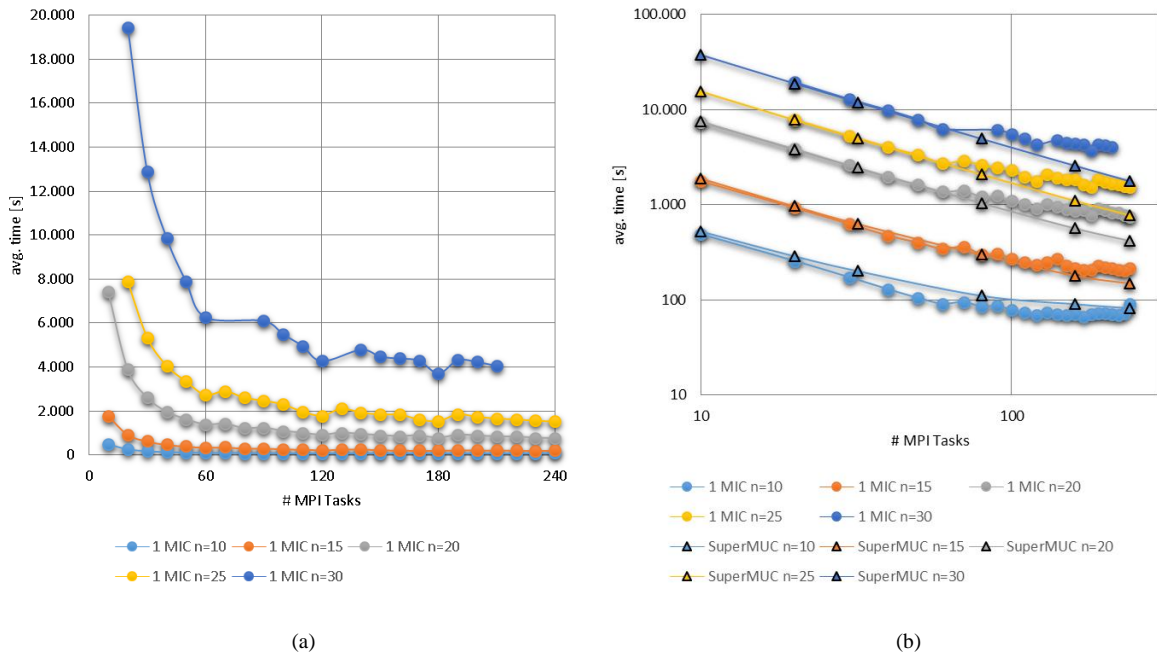 20.000
18.000
16.000
14.000
12.000
10.000
8.000
6.000
4.000
2.000
0
avg. time [s]
0 60 120 180 240
# MPI Tasks
1 MIC n=10 1 MIC n=15 1 MIC n=20
1 MIC n=25 1 MIC n=30
(a)
100.000
10.000
1.000
100
10
avg. time [s]
10 100
# MPI Tasks
1 MIC n=10 1 MIC n=15 1 MIC n=20
1 MIC n=25 1 MIC n=30
SuperMUC n=10 SuperMUC n=15 SuperMUC n=20
SuperMUC n=25 SuperMUC n=30
(b)